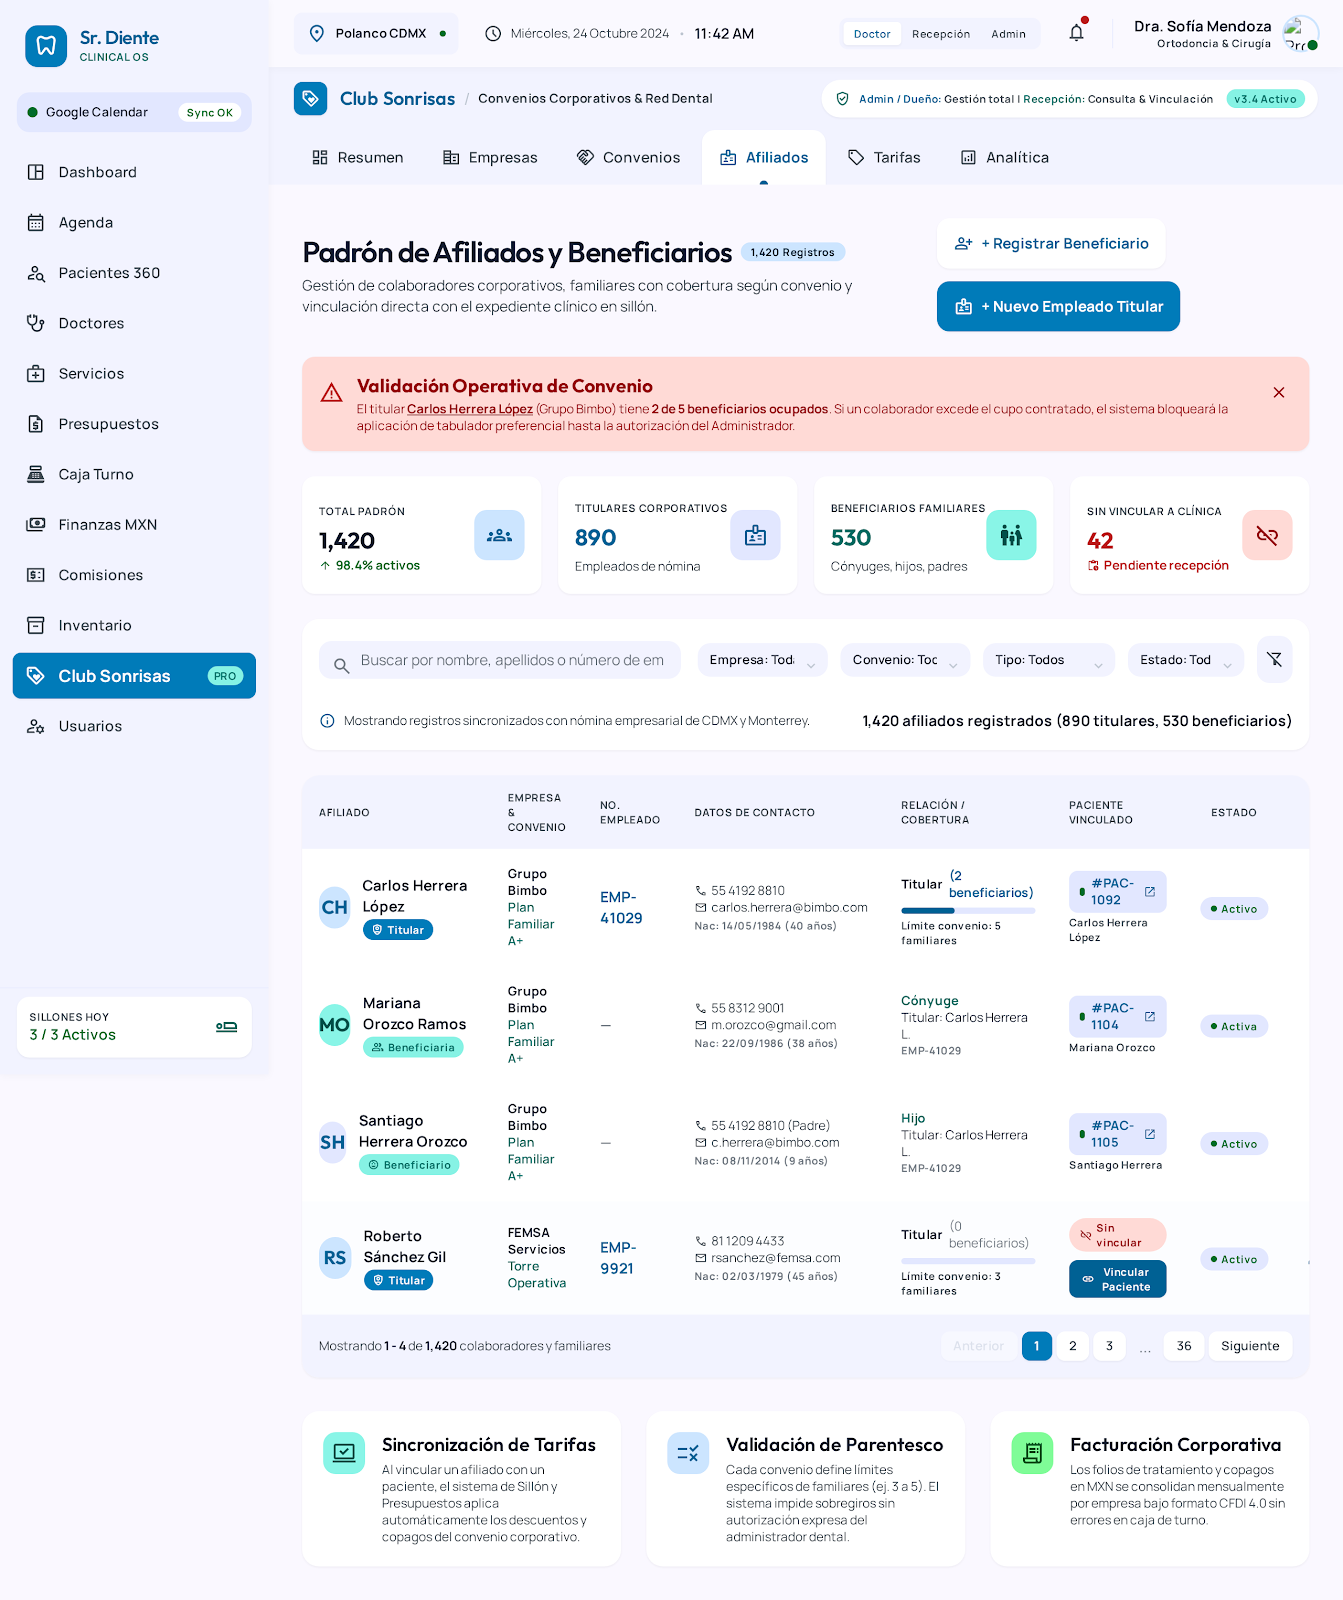 Sr. Diente
CLINICAL OS
Google Calendar
Sync OK
Dashboard
Agenda
Pacientes 360
Doctores
Servicios
Presupuestos
Caja Turno
Finanzas MXN
Comisiones
Inventario
Club Sonrisas
PRO
Usuarios
SILLONES HOY
3 / 3 Activos
Polanco CDMX
Miércoles, 24 Octubre 2024 • 11:42 AM
Doctor
Recepción
Admin
Dra. Sofía Mendoza
Ortodoncia & Cirugía
Club Sonrisas / Convenios Corporativos & Red Dental
Admin / Dueño: Gestión total | Recepción: Consulta & Vinculación
v3.4 Activo
Resumen
Empresas
Convenios
Afiliados
Tarifas
Analítica
Padrón de Afiliados y Beneficiarios
1,420 Registros
Gestión de colaboradores corporativos, familiares con cobertura según convenio y
vinculación directa con el expediente clínico en sillón.
+ Registrar Beneficiario
+ Nuevo Empleado Titular
Validación Operativa de Convenio
El titular Carlos Herrera López (Grupo Bimbo) tiene 2 de 5 beneficiarios ocupados. Si un colaborador excede el cupo contratado, el sistema bloqueará la
aplicación de tabulador preferencial hasta la autorización del Administrador.
TOTAL PADRÓN
1,420
98.4% activos
TITULARES CORPORATIVOS
890
Empleados de nómina
BENEFICIARIOS FAMILIARES
530
Cónyuges, hijos, padres
SIN VINCULAR A CLÍNICA
42
Pendiente recepción
Buscar por nombre, apellidos o número de em
Empresa: Toda
Convenio: Toc
Tipo: Todos
Estado: Tod
Mostrando registros sincronizados con nómina empresarial de CDMX y Monterrey.
1,420 afiliados registrados (890 titulares, 530 beneficiarios)
AFILIADO
EMPRESA
&
CONVENIO
NO.
EMPLEADO
DATOS DE CONTACTO
RELACIÓN /
COBERTURA
PACIENTE
VINCULADO
ESTADO
CH
Carlos Herrera
López
Titular
Grupo
Bimbo
Plan
Familiar
A+
EMP-
41029
55 4192 8810
carlos.herrera@bimbo.com
Nac: 14/05/1984 (40 años)
Titular
(2
beneficiarios)
Límite convenio: 5
familiares
#PAC-
1092
Carlos Herrera
López
Activo
MO
Mariana
Orozco Ramos
Beneficiaria
Grupo
Bimbo
Plan
Familiar
A+
—
55 8312 9001
m.orozco@gmail.com
Nac: 22/09/1986 (38 años)
Cónyuge
Titular: Carlos Herrera
L.
EMP-41029
#PAC-
1104
Mariana Orozco
Activa
SH
Santiago
Herrera Orozco
Beneficiario
Grupo
Bimbo
Plan
Familiar
A+
—
55 4192 8810 (Padre)
c.herrera@bimbo.com
Nac: 08/11/2014 (9 años)
Hijo
Titular: Carlos Herrera
L.
EMP-41029
#PAC-
1105
Santiago Herrera
Activo
RS
Roberto
Sánchez Gil
Titular
FEMSA
Servicios
Torre
Operativa
EMP-
9921
81 1209 4433
rsanchez@femsa.com
Nac: 02/03/1979 (45 años)
Titular
(0
beneficiarios)
Límite convenio: 3
familiares
Sin
vincular
Vincular
Paciente
Activo
Mostrando 1 - 4 de 1,420 colaboradores y familiares
Anterior
1
2
3
...
36
Siguiente
Sincronización de Tarifas
Al vincular un afiliado con un
paciente, el sistema de Sillón y
Presupuestos aplica
automáticamente los descuentos y
copagos del convenio corporativo.
Validación de Parentesco
Cada convenio define límites
específicos de familiares (ej. 3 a 5). El
sistema impide sobregiros sin
autorización expresa del
administrador dental.
Facturación Corporativa
Los folios de tratamiento y copagos
en MXN se consolidan mensualmente
por empresa bajo formato CFDI 4.0 sin
errores en caja de turno.